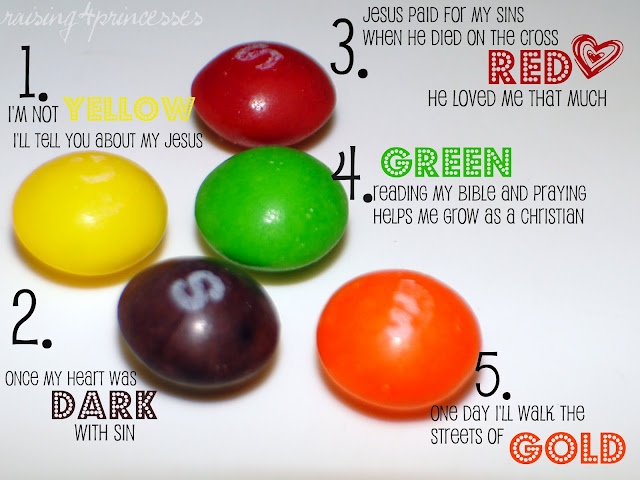 raising4princesses
1.
I'M NOT YELLOW
I'LL TELL YOU ABOUT MY JESUS
2.
ONCE MY HEART WAS
DARK
WITH SIN
3.
JESUS PAID FOR MY SINS
WHEN HE DIED ON THE CROSS
RED
HE LOVED ME THAT MUCH
4.
GREEN
READING MY BIBLE AND PRAYING
HELPS ME GROW AS A CHRISTIAN
5.
ONE DAY I'LL WALK THE
STREETS OF GOLD
S
S